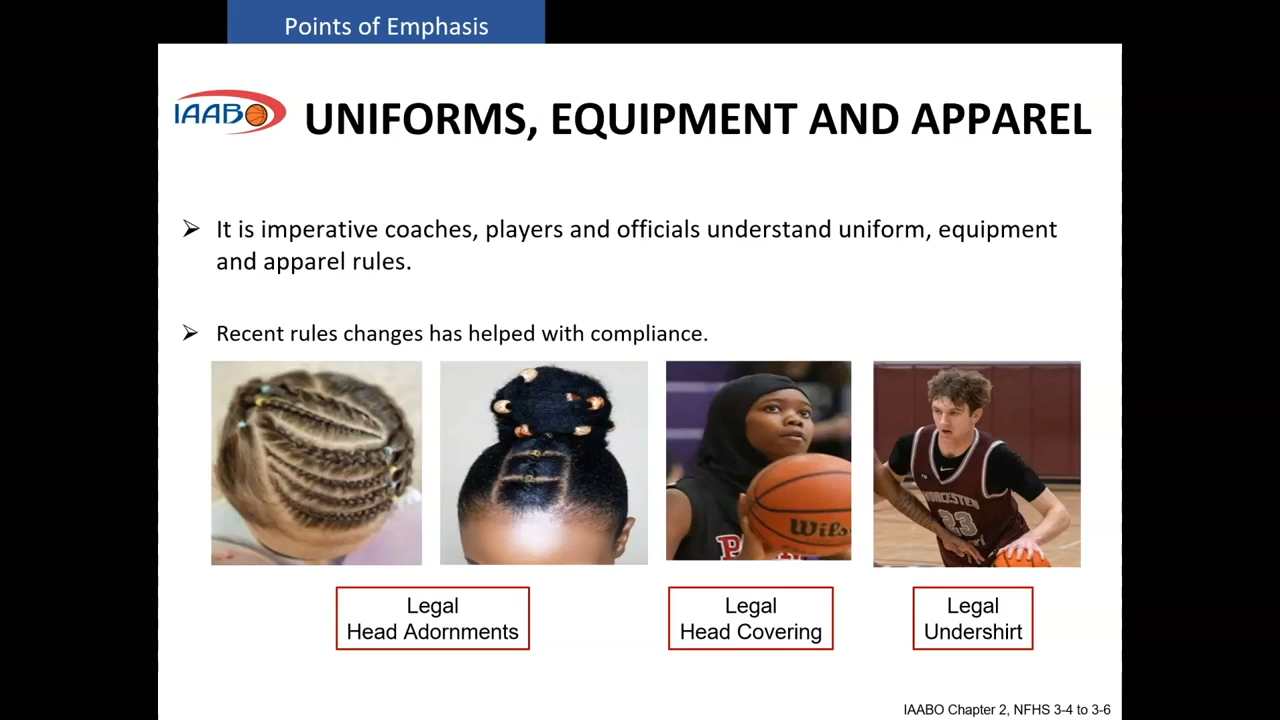 Points of Emphasis
IAABO
UNIFORMS, EQUIPMENT AND APPAREL
➢ It is imperative coaches, players and officials understand uniform, equipment
and apparel rules.
➢ Recent rules changes has helped with compliance.
Wils
P
WORCESTER
23
Legal
Head Adornments
Legal
Head Covering
Legal
Undershirt
IAABO Chapter 2, NFHS 3-4 to 3-6